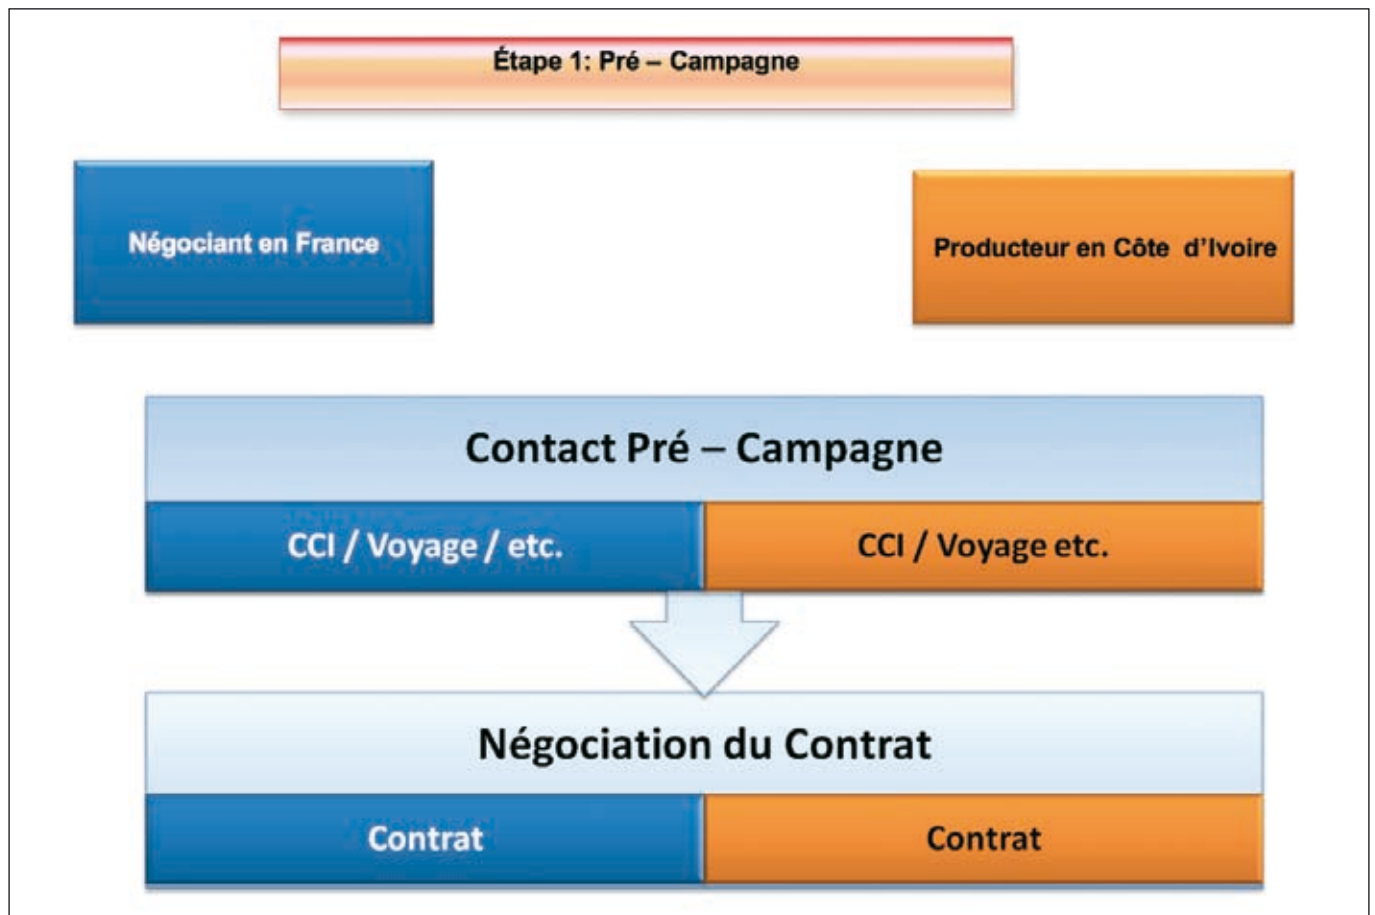 Étape 1: Pré – Campagne
Négociant en France
Producteur en Côte d’Ivoire
Contact Pré – Campagne
CCI / Voyage / etc.
CCI / Voyage etc.
Négociation du Contrat
Contrat
Contrat